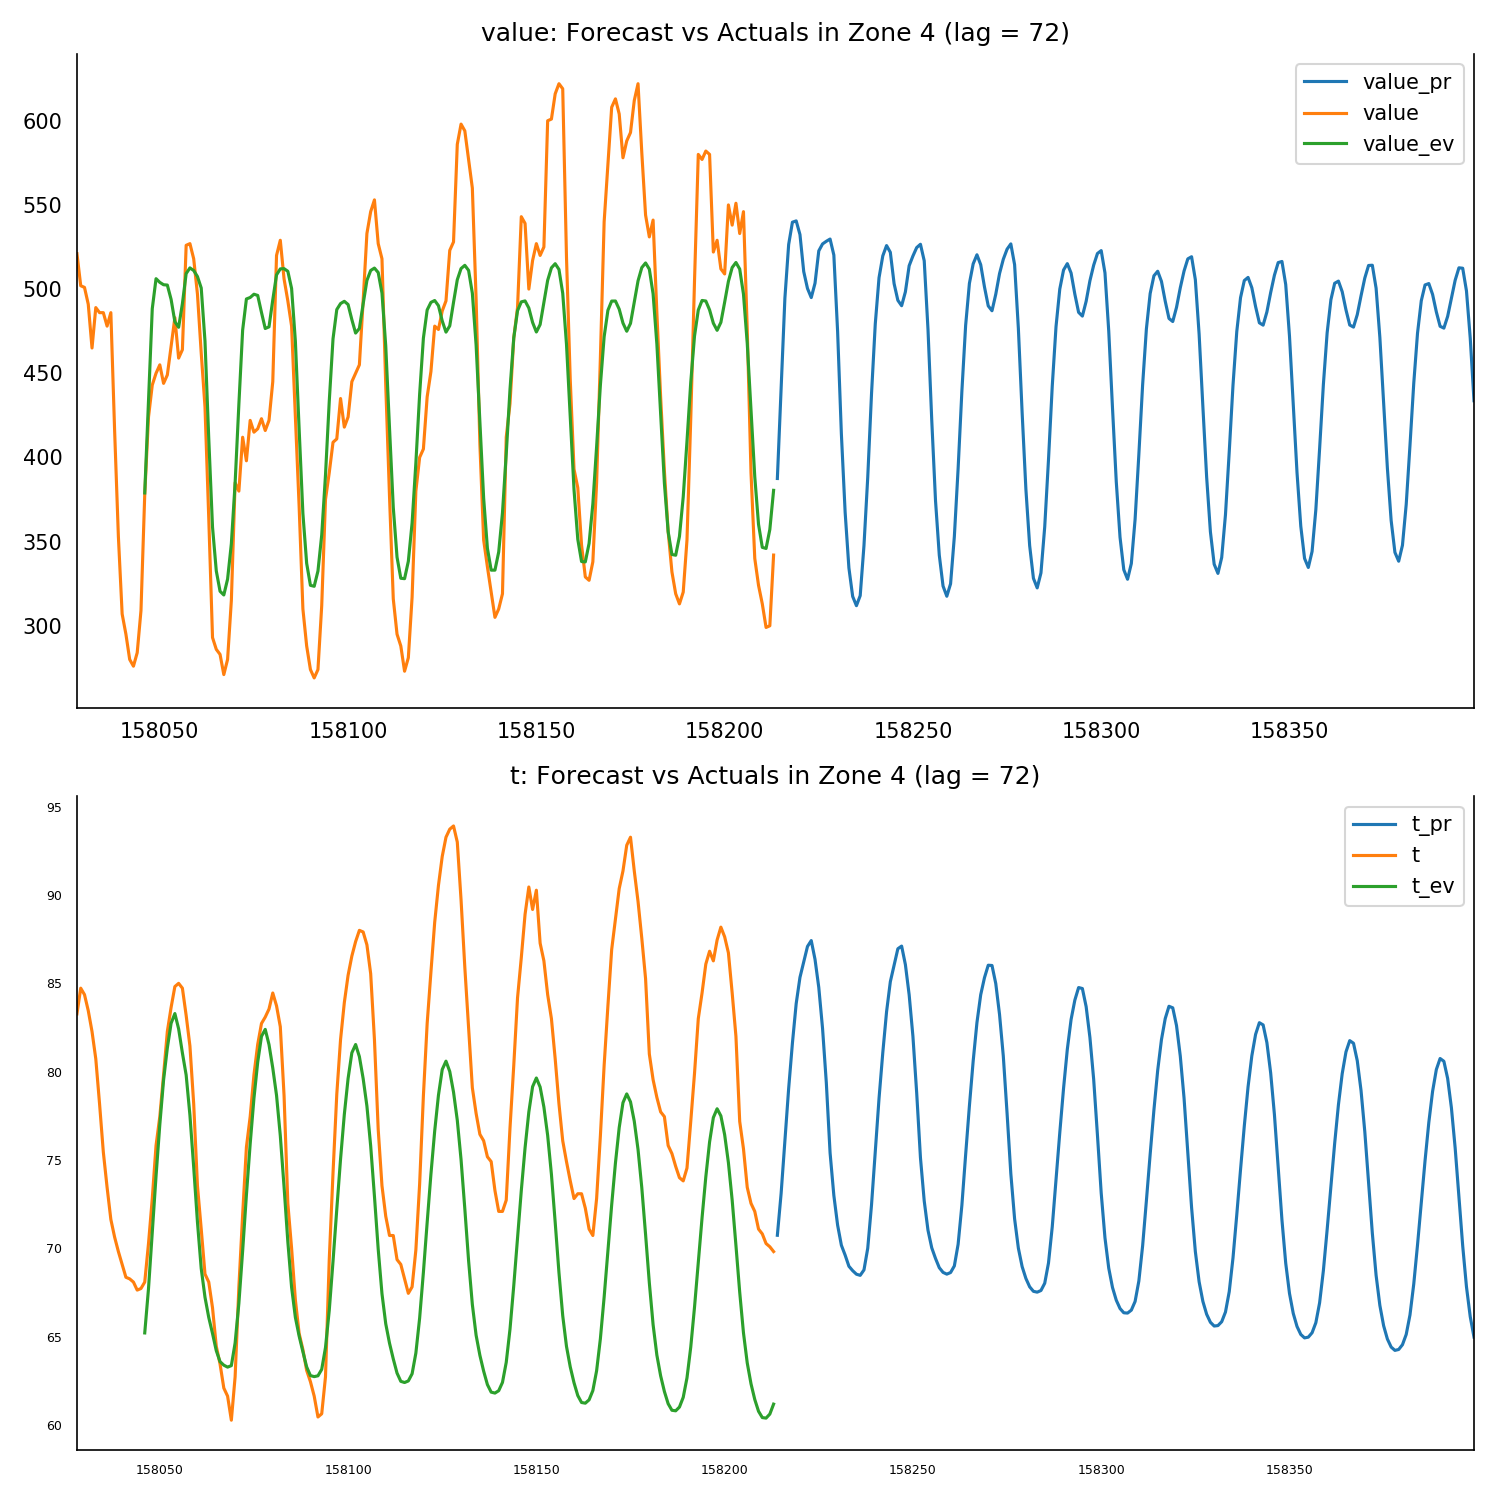 value: Forecast vs Actuals in Zone 4 (lag = 72)
value_pr
value
value_ev
600
550
500
450
400
350
300
158050 158100 158150 158200 158250 158300 158350
t: Forecast vs Actuals in Zone 4 (lag = 72)
t_pr
t
t_ev
95
90
85
80
75
70
65
60
158050 158100 158150 158200 158250 158300 158350